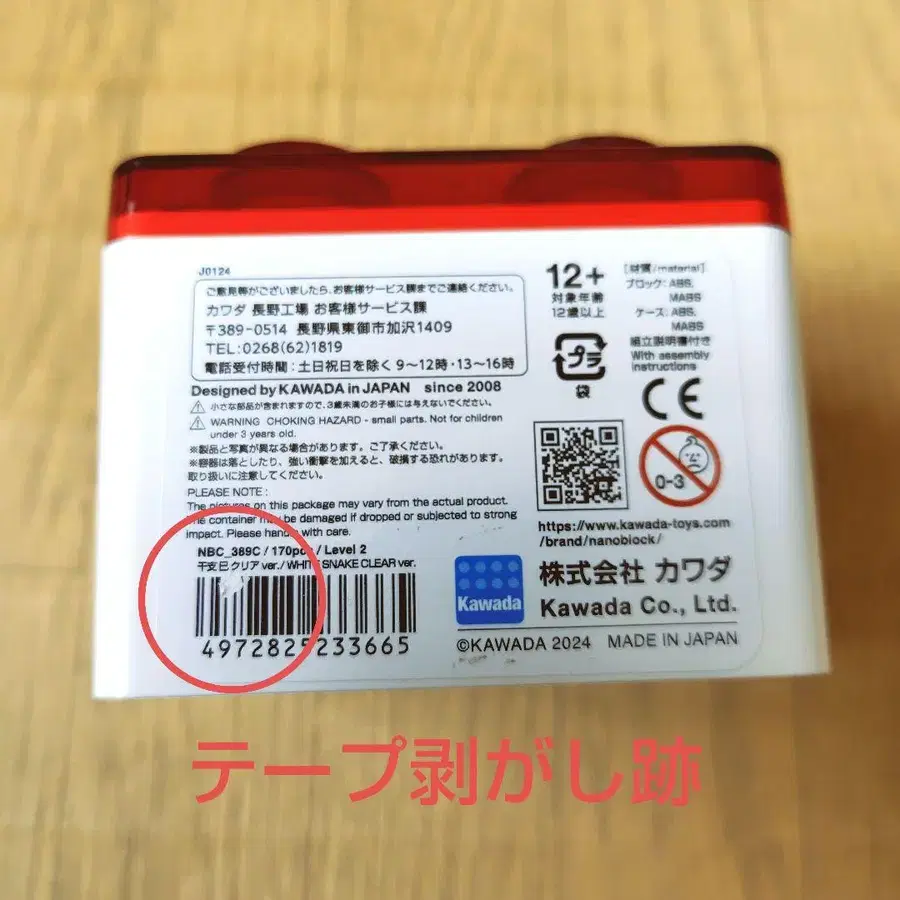 J0124
ご意見等がございましたら、お客様サービス課までご連絡ください。
カワダ 長野工場 お客様サービス課
〒389-0514 長野県東御市加沢1409
TEL:0268(62)1819
電話受付時間:土日祝日を除く 9〜12時・13〜16時
Designed by KAWADA in JAPAN since 2008
小さな部品が含まれますので、3歳未満のお子様には与えないでください。
WARNING CHOKING HAZARD - small parts. Not for children
under 3 years old.
※製品と写真が異なる場合があります。ご了承ください。
※容器は落としたり、強い衝撃を加えると、破損する恐れがあります。
取り扱いに注意してください。
PLEASE NOTE :
The pictures on this package may vary from the actual product.
The container may be damaged if dropped or subjected to strong
impact. Please handle with care.
NBC_389C / 170pcs / Level 2
干支 巳 クリア ver. / WHITE SNAKE CLEAR ver.
4972825233665
12+
対象年齢
12歳以上
プラ
袋
[材質/material]
ブロック: ABS,
MABS
ケース: ABS,
MABS
組立説明書付き
With assembly
instructions
CE
0-3
https://www.kawada-toys.com
/brand/nanoblock/
Kawada
株式会社 カワダ
Kawada Co., Ltd.
©KAWADA 2024 MADE IN JAPAN
テープ剥がし跡